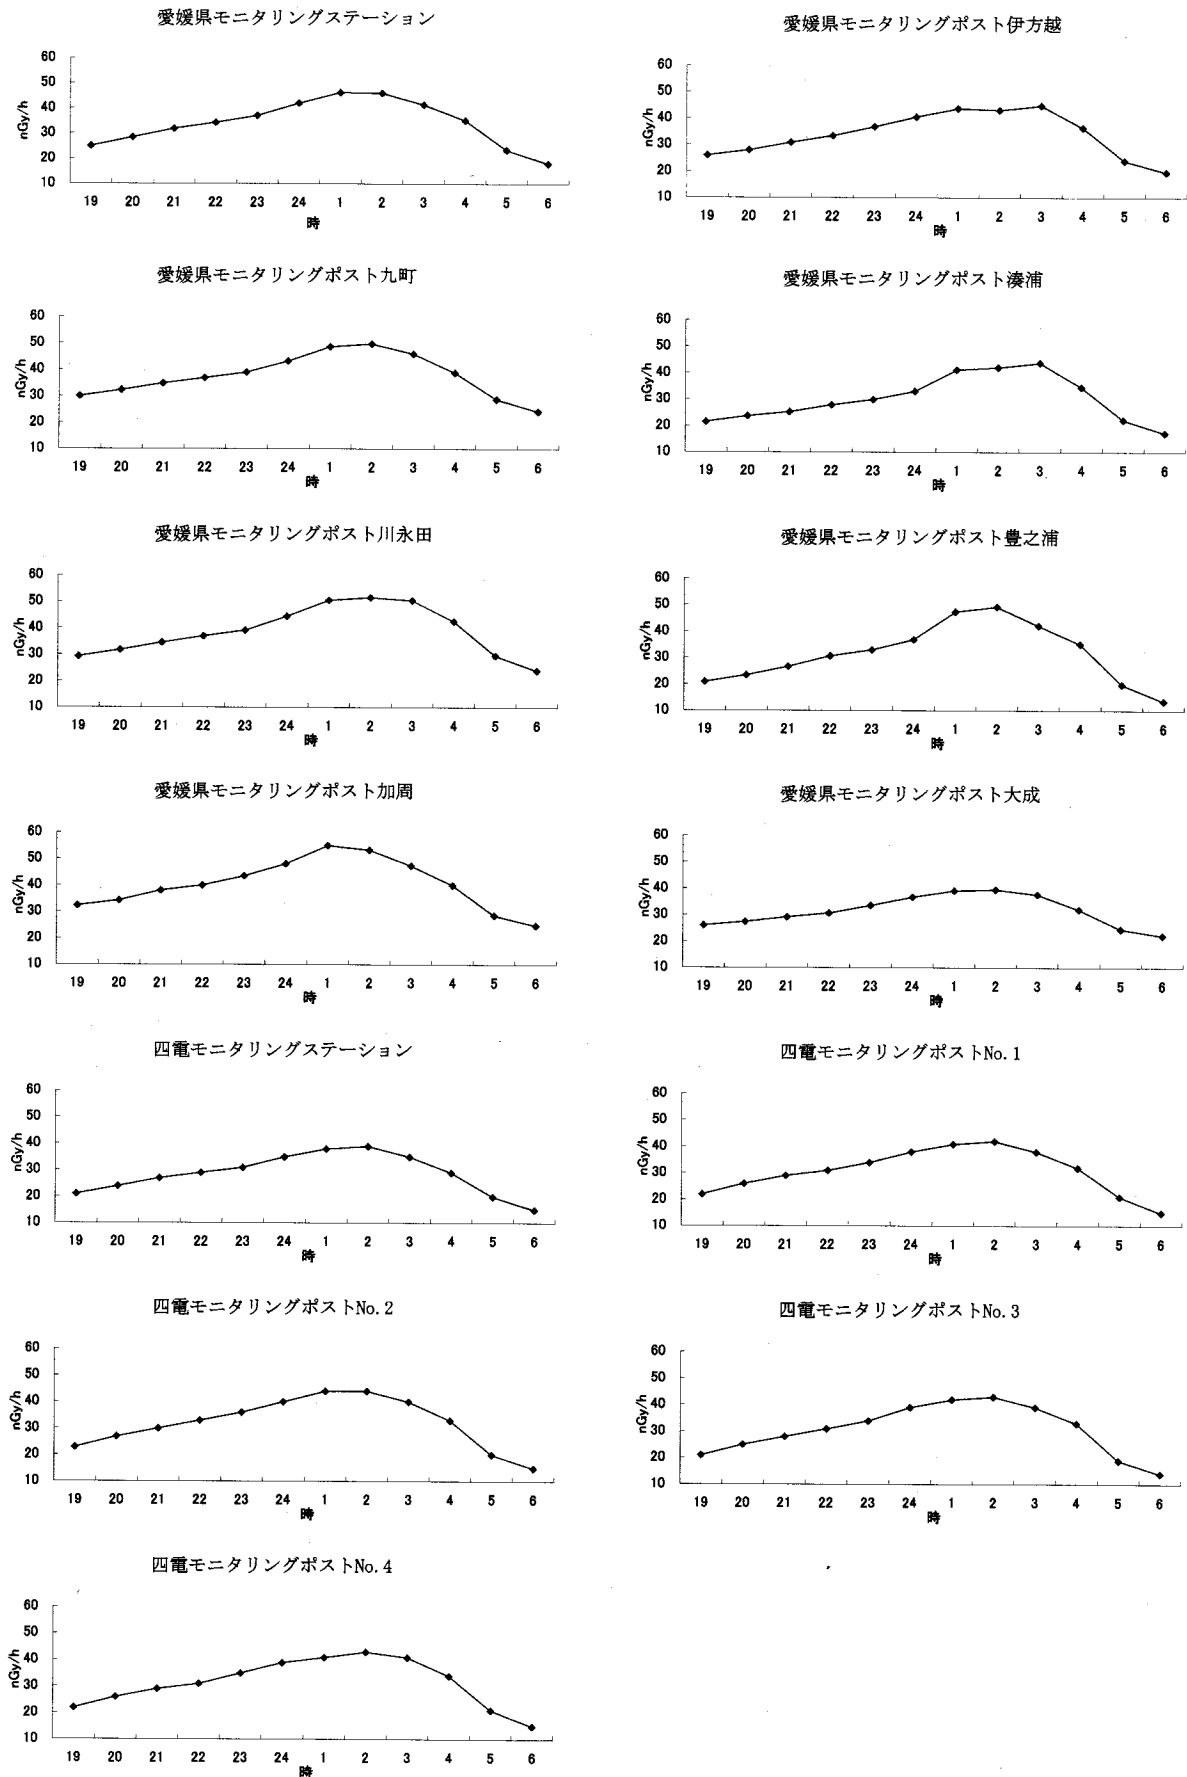 愛媛県モニタリングステーション
60
50
40
30
20
10
nGy/h
19 20 21 22 23 24 1 2 3 4 5 6
時
愛媛県モニタリングポスト伊方越
60
50
40
30
20
10
nGy/h
19 20 21 22 23 24 1 2 3 4 5 6
時
愛媛県モニタリングポスト九町
60
50
40
30
20
10
nGy/h
19 20 21 22 23 24 1 2 3 4 5 6
時
愛媛県モニタリングポスト湊浦
60
50
40
30
20
10
nGy/h
19 20 21 22 23 24 1 2 3 4 5 6
時
愛媛県モニタリングポスト川永田
60
50
40
30
20
10
nGy/h
19 20 21 22 23 24 1 2 3 4 5 6
時
愛媛県モニタリングポスト豊之浦
60
50
40
30
20
10
nGy/h
19 20 21 22 23 24 1 2 3 4 5 6
時
愛媛県モニタリングポスト加周
60
50
40
30
20
10
nGy/h
19 20 21 22 23 24 1 2 3 4 5 6
時
愛媛県モニタリングポスト大成
60
50
40
30
20
10
nGy/h
19 20 21 22 23 24 1 2 3 4 5 6
時
四電モニタリングステーション
60
50
40
30
20
10
nGy/h
19 20 21 22 23 24 1 2 3 4 5 6
時
四電モニタリングポストNo.1
60
50
40
30
20
10
nGy/h
19 20 21 22 23 24 1 2 3 4 5 6
時
四電モニタリングポストNo.2
60
50
40
30
20
10
nGy/h
19 20 21 22 23 24 1 2 3 4 5 6
時
四電モニタリングポストNo.3
60
50
40
30
20
10
nGy/h
19 20 21 22 23 24 1 2 3 4 5 6
時
四電モニタリングポストNo.4
60
50
40
30
20
10
nGy/h
19 20 21 22 23 24 1 2 3 4 5 6
時